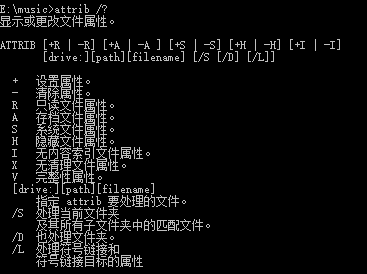 E:\music>attrib /?
显示或更改文件属性。
ATTRIB [+R | -R] [+A | -A ] [+S | -S] [+H | -H] [+I | -I]
[drive:][path][filename] [/S [/D] [/L]]
+ 设置属性。
- 清除属性。
R 只读文件属性。
A 存档文件属性。
S 系统文件属性。
H 隐藏文件属性。
I 无内容索引文件属性。
X 无清理文件属性。
V 完整性属性。
[drive:][path][filename]
指定 attrib 要处理的文件。
/S 处理当前文件夹
及其所有子文件夹中的匹配文件。
/D 也处理文件夹。
/L 处理符号链接和
符号链接目标的属性